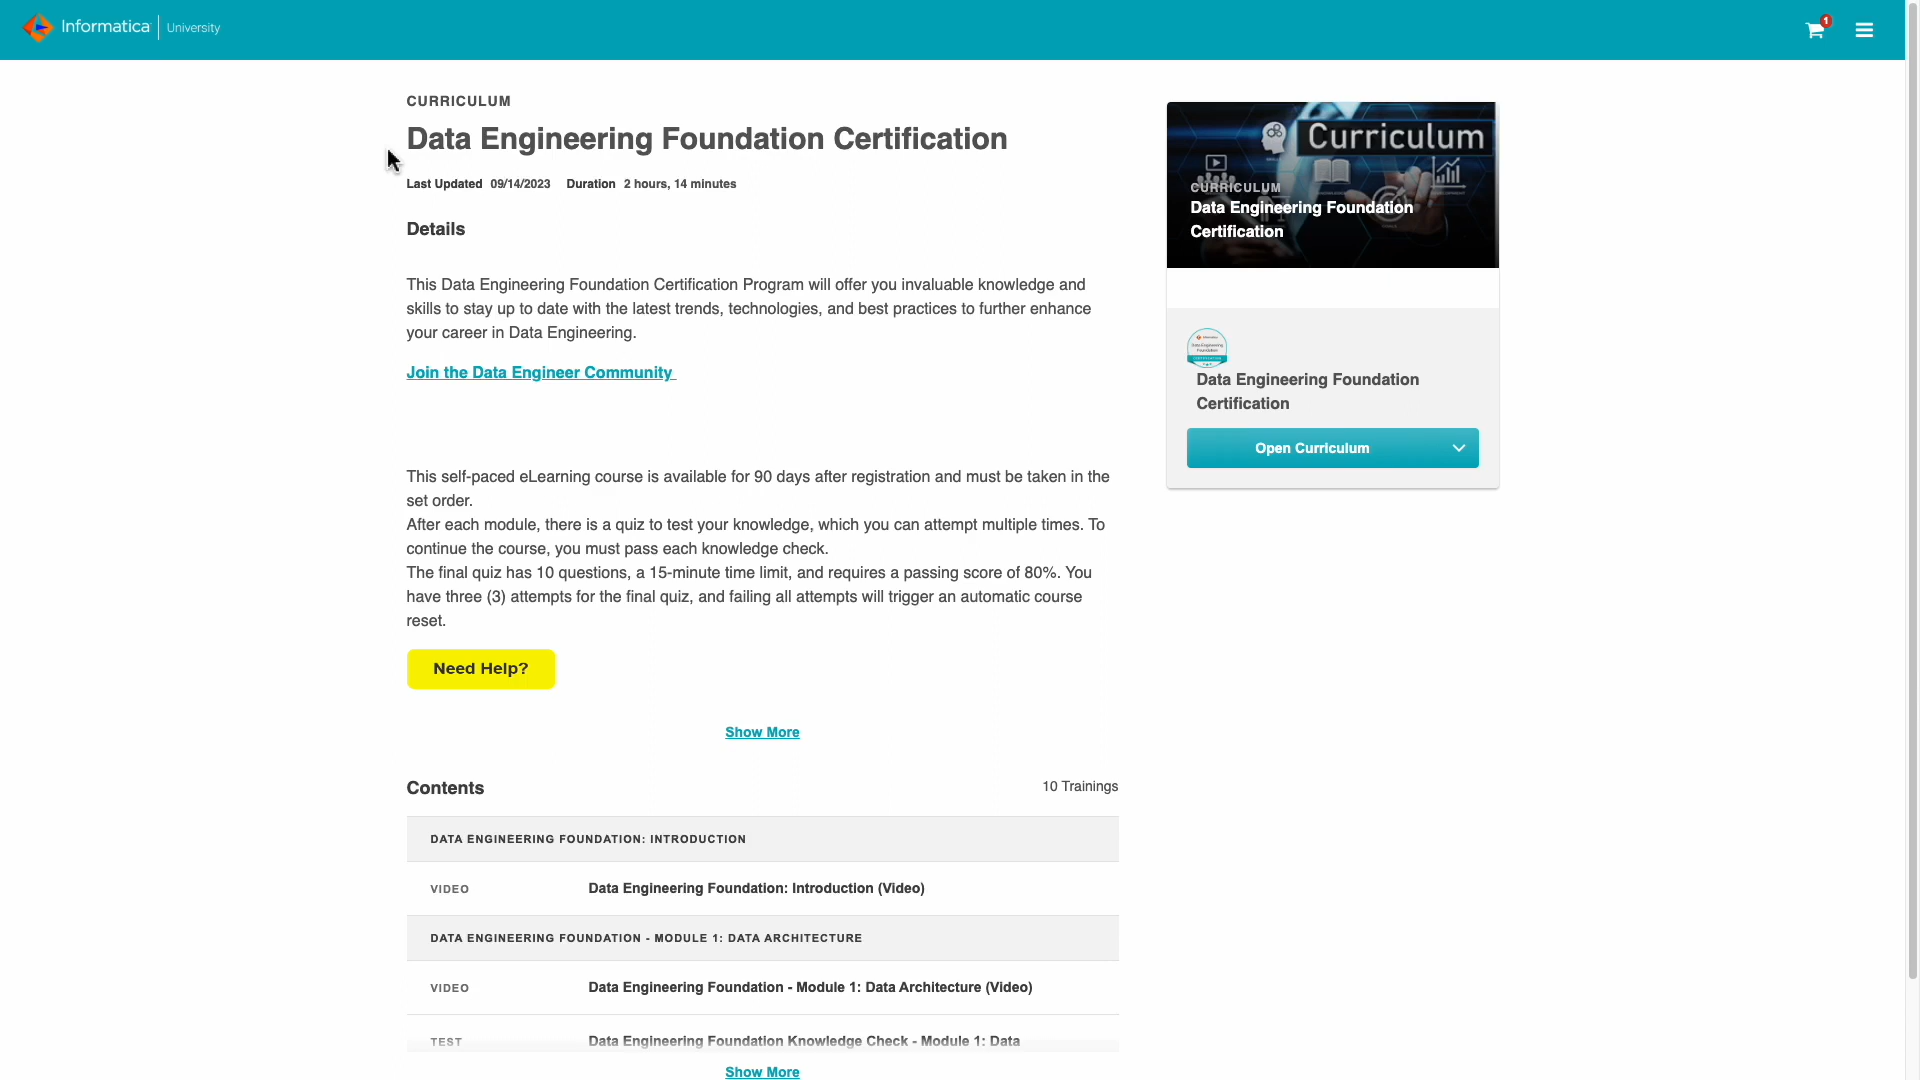 Informatica University
1
CURRICULUM
Data Engineering Foundation Certification
Last Updated 09/14/2023 Duration 2 hours, 14 minutes
Details
This Data Engineering Foundation Certification Program will offer you invaluable knowledge and
skills to stay up to date with the latest trends, technologies, and best practices to further enhance
your career in Data Engineering.
Join the Data Engineer Community
This self-paced eLearning course is available for 90 days after registration and must be taken in the
set order.
After each module, there is a quiz to test your knowledge, which you can attempt multiple times. To
continue the course, you must pass each knowledge check.
The final quiz has 10 questions, a 15-minute time limit, and requires a passing score of 80%. You
have three (3) attempts for the final quiz, and failing all attempts will trigger an automatic course
reset.
Need Help?
Show More
Contents
10 Trainings
DATA ENGINEERING FOUNDATION: INTRODUCTION
VIDEO Data Engineering Foundation: Introduction (Video)
DATA ENGINEERING FOUNDATION - MODULE 1: DATA ARCHITECTURE
VIDEO Data Engineering Foundation - Module 1: Data Architecture (Video)
TEST Data Engineering Foundation Knowledge Check - Module 1: Data
Show More
Curriculum
CURRICULUM
Data Engineering Foundation
Certification
Data Engineering
Foundation
Data Engineering Foundation
Certification
Open Curriculum